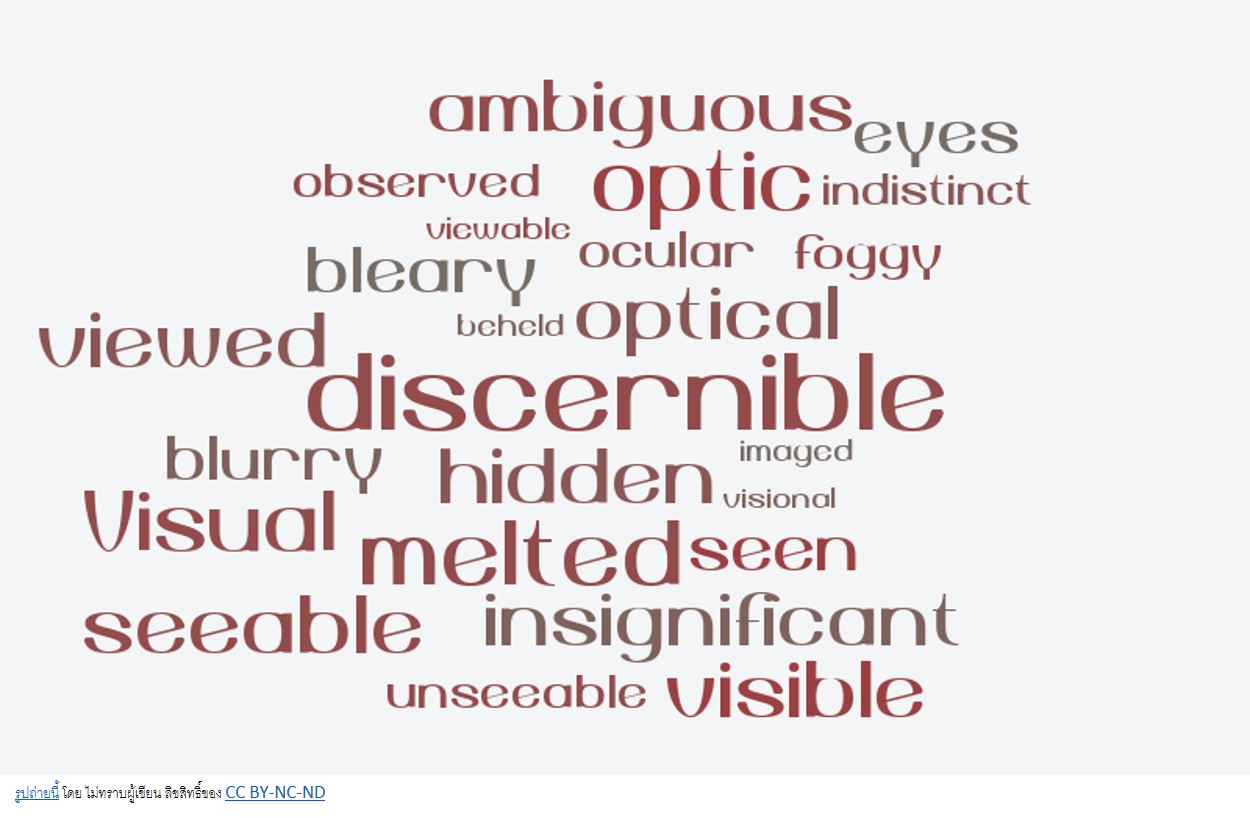 ambiguous
eyes
observed optic indistinct
viewable
bleary ocular foggy
viewed beheld optical
discernible
blurry hidden imaged
visional
Visual melted seen
seeable insignificant
unseeable visible
รูปถ่ายนี้ โดย ไม่ทราบผู้เขียน ลิขสิทธิ์ของ CC BY-NC-ND